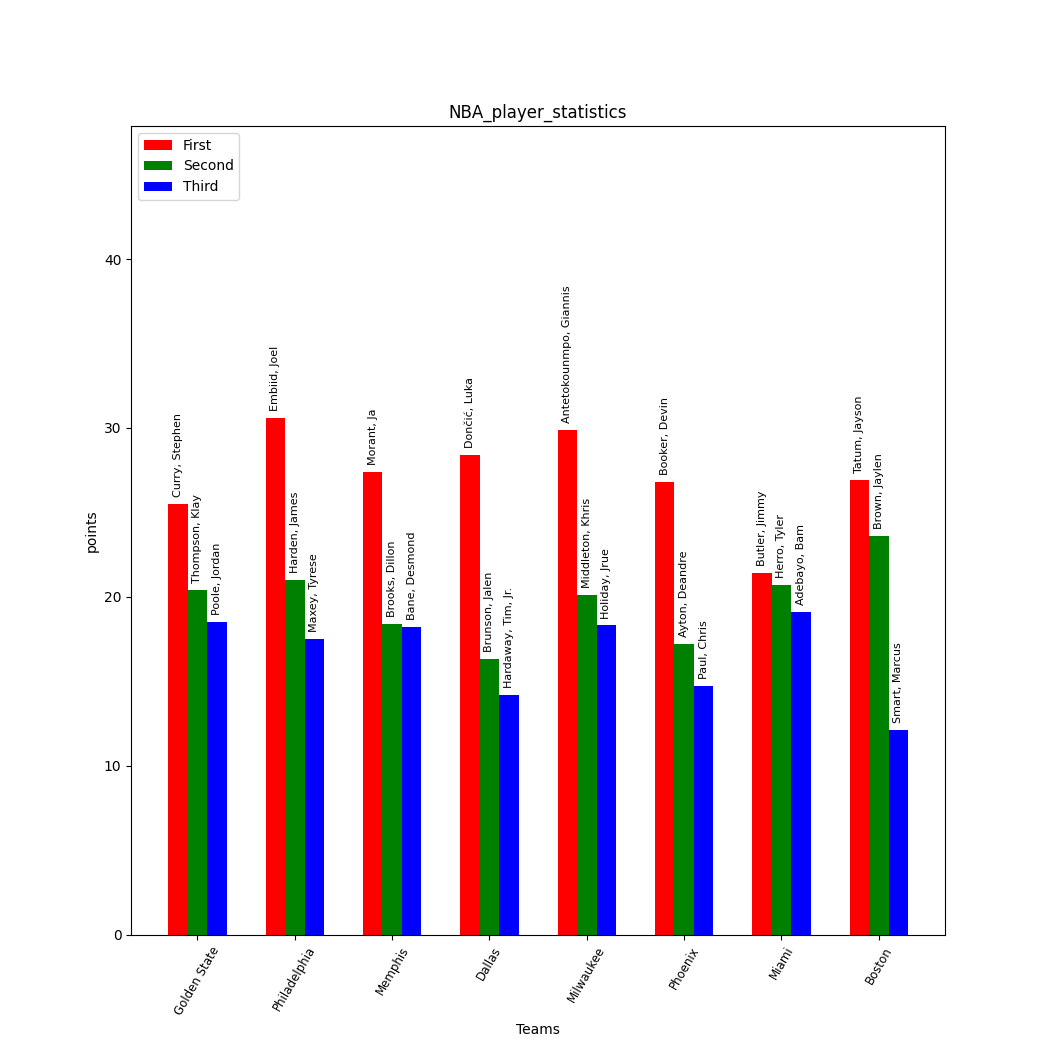 NBA_player_statistics
First
Second
Third
points
40
30
20
10
0
Curry, Stephen
Thompson, Klay
Poole, Jordan
Embiid, Joel
Harden, James
Maxey, Tyrese
Morant, Ja
Brooks, Dillon
Bane, Desmond
Dončić, Luka
Brunson, Jalen
Hardaway, Tim, Jr.
Antetokounmpo, Giannis
Middleton, Khris
Holiday, Jrue
Booker, Devin
Ayton, Deandre
Paul, Chris
Butler, Jimmy
Herro, Tyler
Adebayo, Bam
Tatum, Jayson
Brown, Jaylen
Smart, Marcus
Golden State
Philadelphia
Memphis
Dallas
Milwaukee
Phoenix
Miami
Boston
Teams